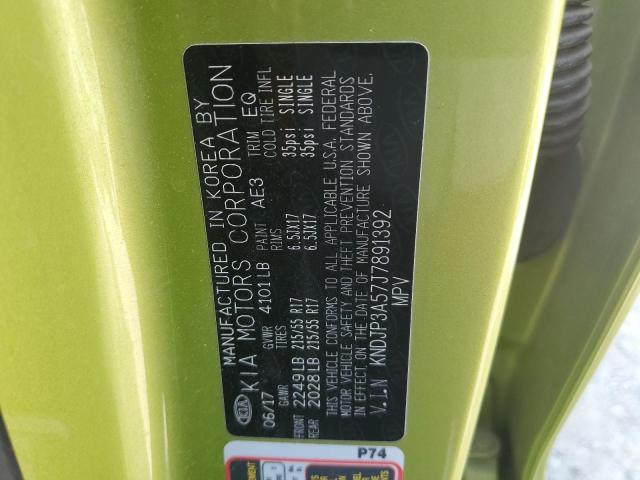 MANUFACTURED IN KOREA BY
KIA KIA MOTORS CORPORATION
06/17 GVWR 4101LB PAINT AE3 TRIM EQ
GAWR TIRES RIMS COLD TIRE INFL
FRONT 2249LB 215/55 R17 6.5JX17 35psi SINGLE
REAR 2028LB 215/55 R17 6.5JX17 35psi SINGLE
THIS VEHICLE CONFORMS TO ALL APPLICABLE U.S.A. FEDERAL
MOTOR VEHICLE SAFETY AND THEFT PREVENTION STANDARDS
IN EFFECT ON THE DATE OF MANUFACTURE SHOWN ABOVE.
V.I.N KNDJP3A57J7891392
MPV
P74